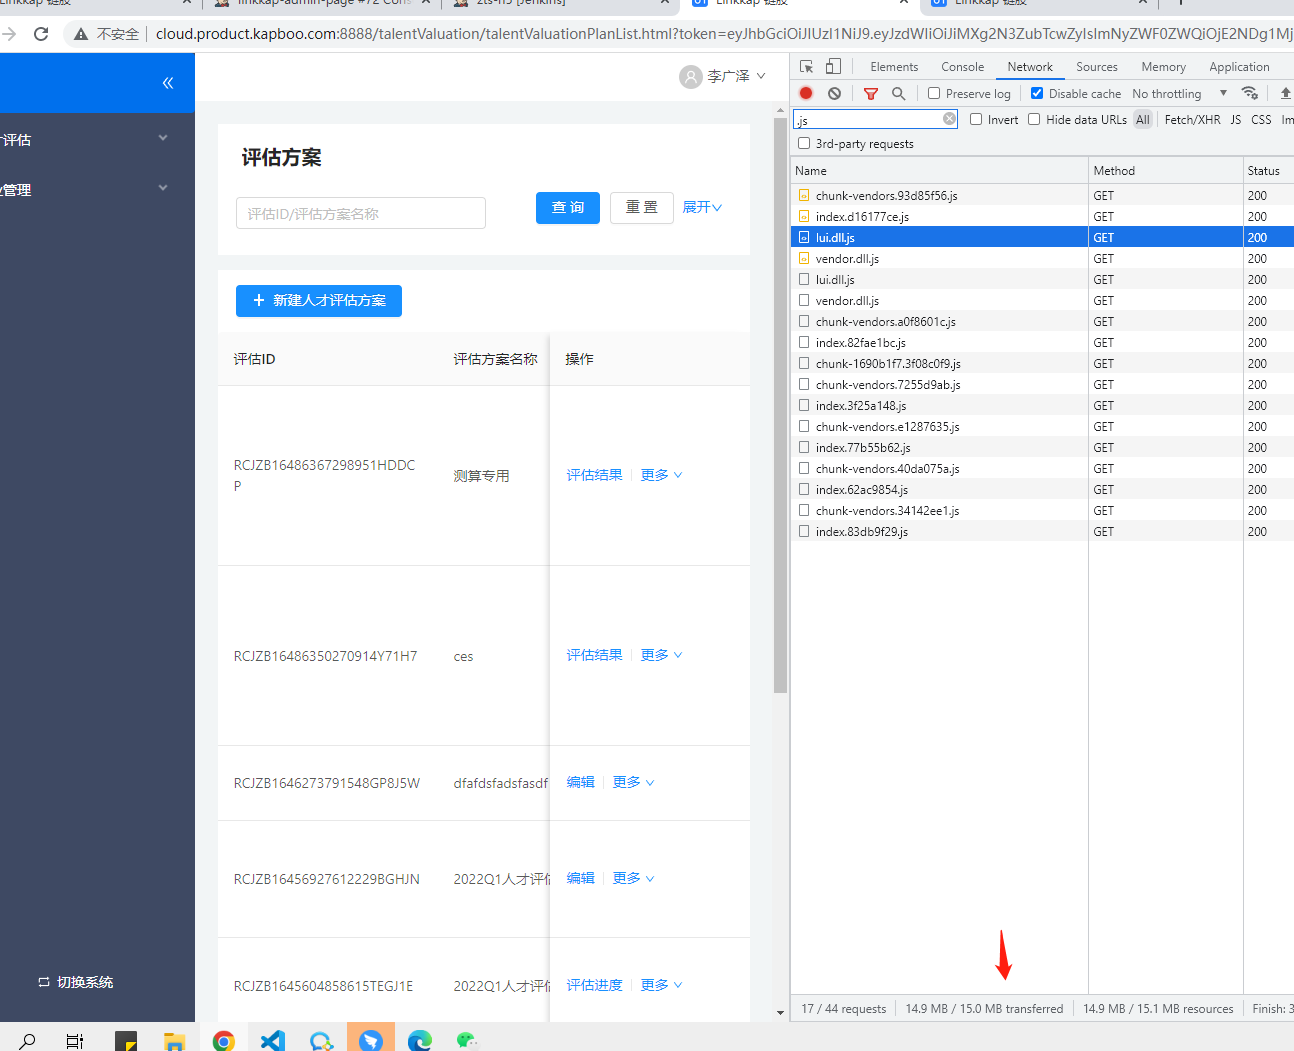 Linkkap 链股
linkkap-admin-page #72 Cons
zts-h5 [Jenkins]
Linkkap 链股
Linkkap 链股
不安全 cloud.product.kapboo.com:8888/talentValuation/talentValuationPlanList.html?token=eyJhbGciOiJIUzI1NiJ9.eyJzdWIiOiJiMXg2N3ZubTcwZyIsImNyZWF0ZWQiOjE2NDg1Mj
李广泽
评估
管理
切换系统
评估方案
评估ID/评估方案名称
查 询
重 置
展开
+ 新建人才评估方案
评估ID 评估方案名称 操作
RCJZB16486367298951HDDC
P
测算专用 评估结果 更多
RCJZB16486350270914Y71H7 ces 评估结果 更多
RCJZB1646273791548GP8J5W dfafdsfadsfasdf 编辑 更多
RCJZB16456927612229BGHJN 2022Q1人才评估 编辑 更多
RCJZB1645604858615TEGJ1E 2022Q1人才评估 评估进度 更多
Elements Console Network Sources Memory Application
Preserve log Disable cache No throttling
.js Invert Hide data URLs All Fetch/XHR JS CSS Im
3rd-party requests
Name Method Status
chunk-vendors.93d85f56.js GET 200
index.d16177ce.js GET 200
lui.dll.js GET 200
vendor.dll.js GET 200
lui.dll.js GET 200
vendor.dll.js GET 200
chunk-vendors.a0f8601c.js GET 200
index.82fae1bc.js GET 200
chunk-1690b1f7.3f08c0f9.js GET 200
chunk-vendors.7255d9ab.js GET 200
index.3f25a148.js GET 200
chunk-vendors.e1287635.js GET 200
index.77b55b62.js GET 200
chunk-vendors.40da075a.js GET 200
index.62ac9854.js GET 200
chunk-vendors.34142ee1.js GET 200
index.83db9f29.js GET 200
17 / 44 requests 14.9 MB / 15.0 MB transferred 14.9 MB / 15.1 MB resources Finish: 3